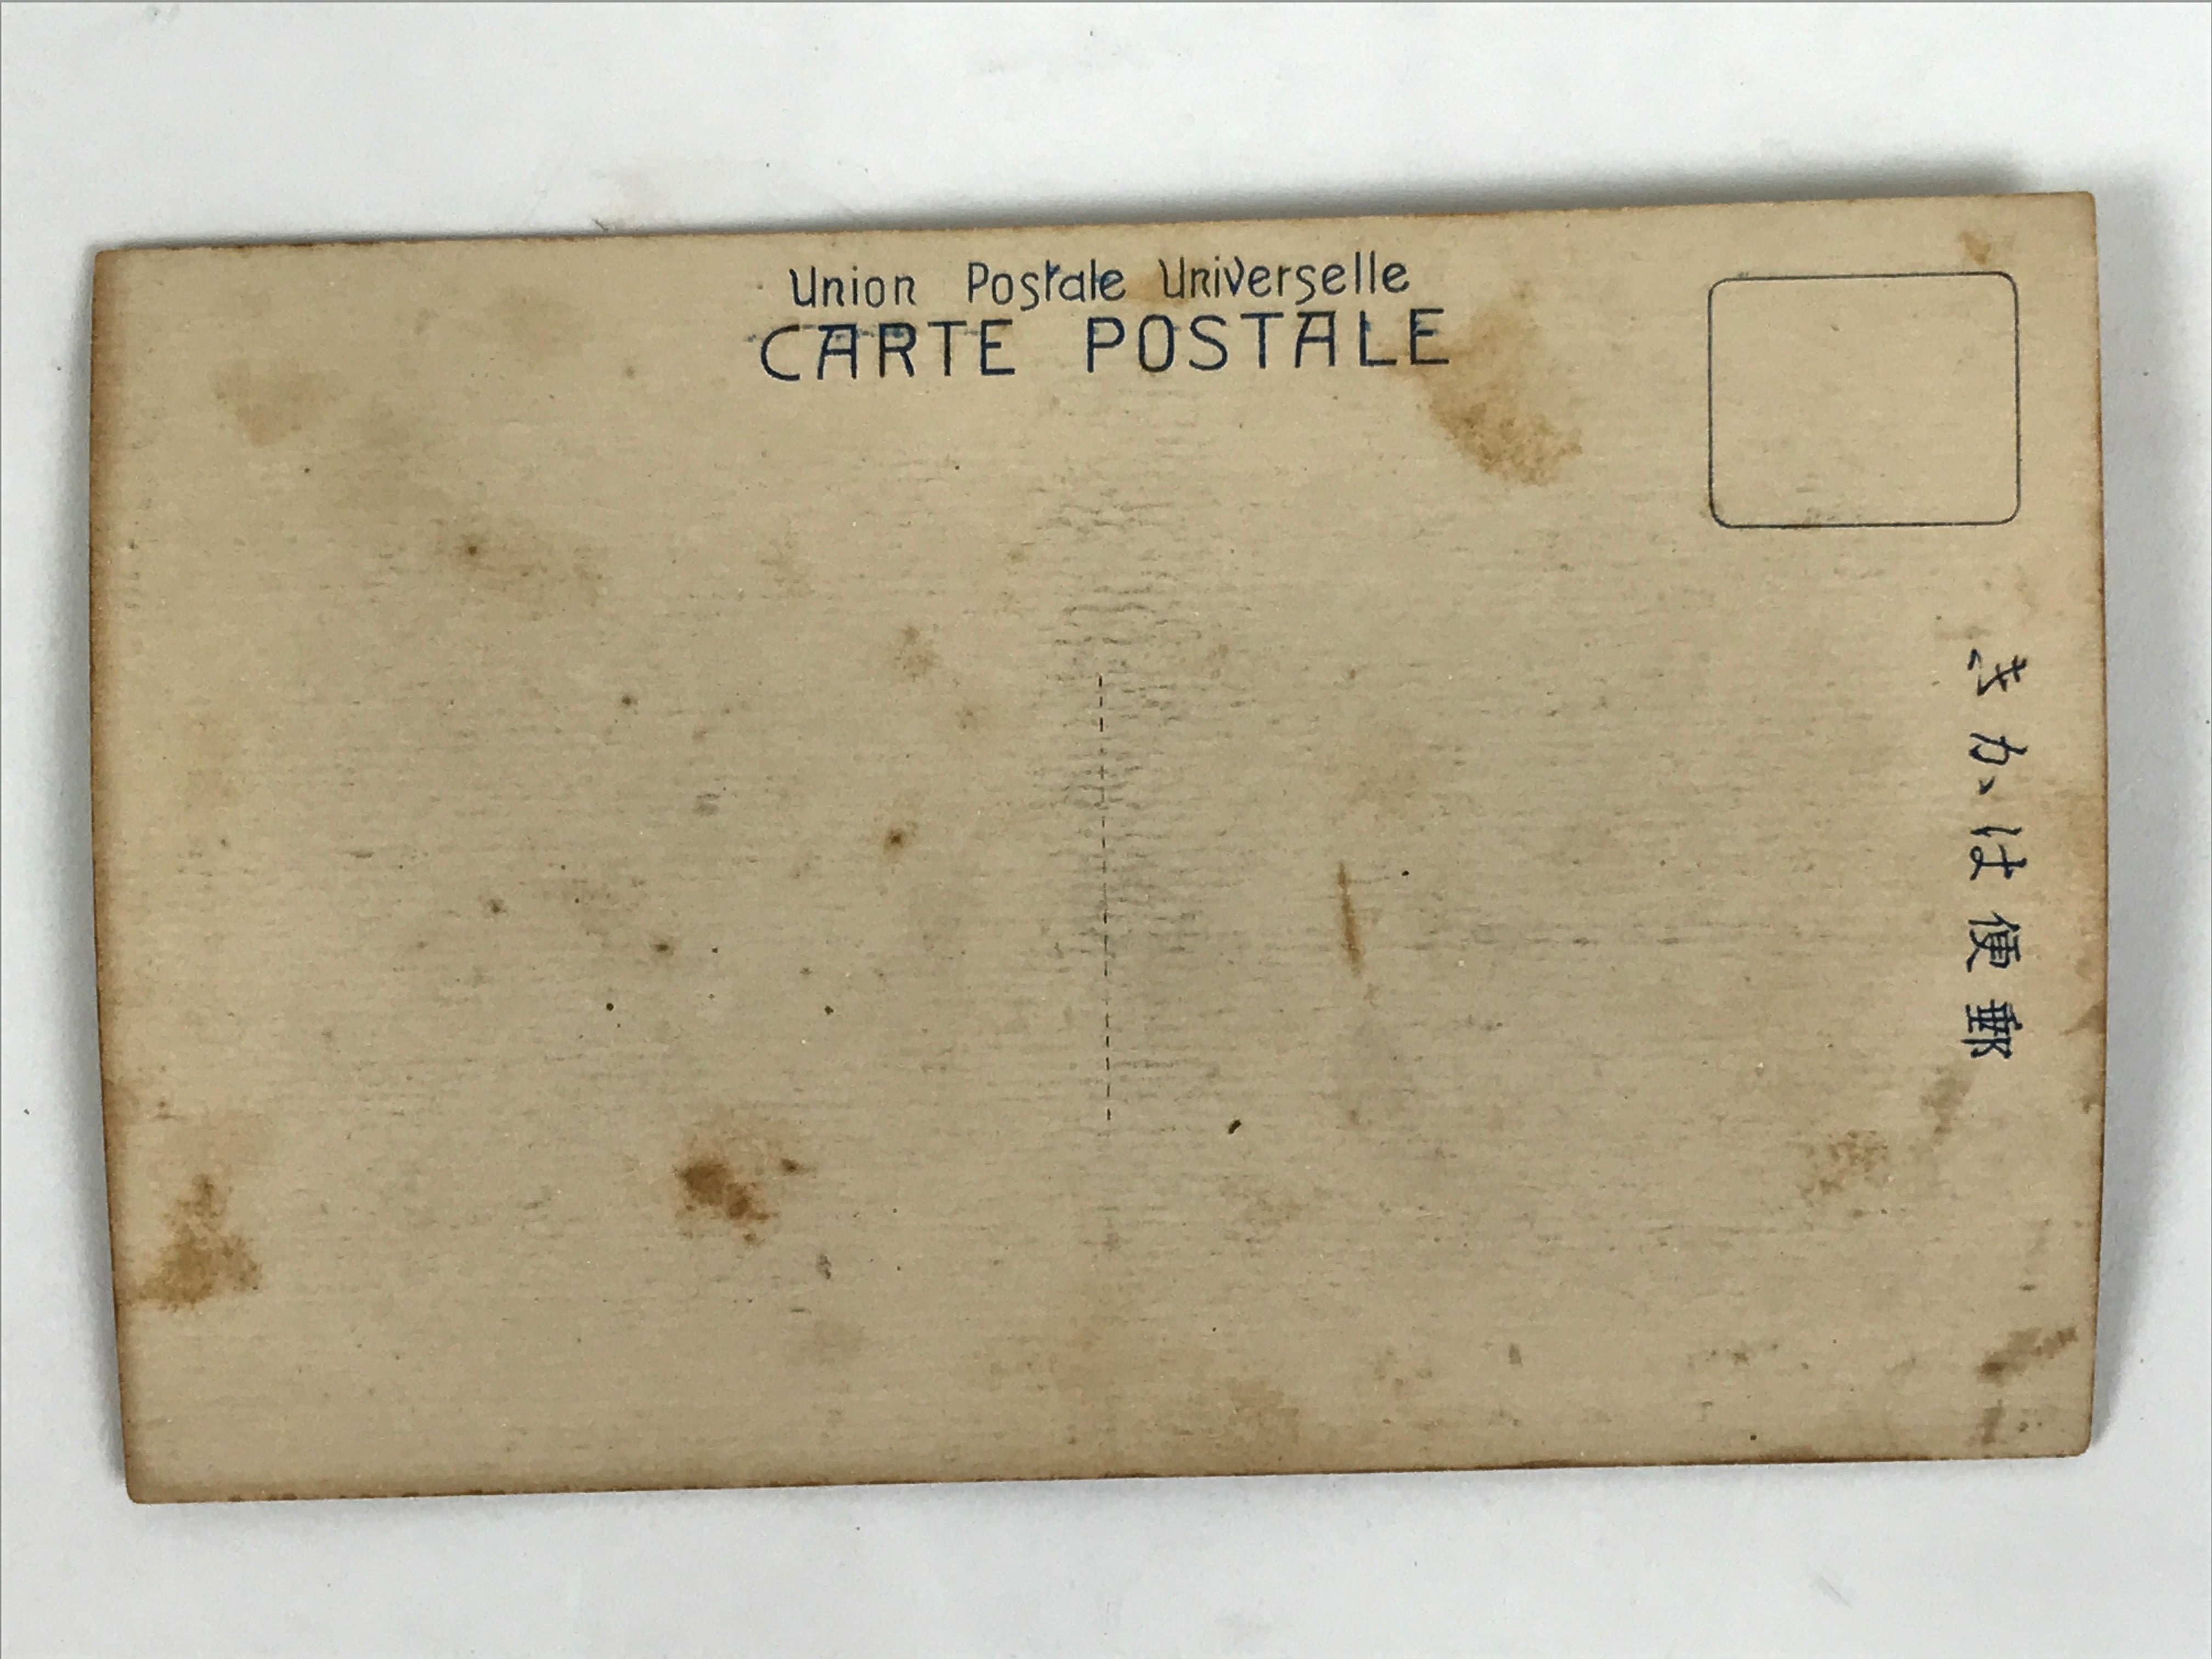 Union Postale Universelle
CARTE POSTALE
郵便はかき